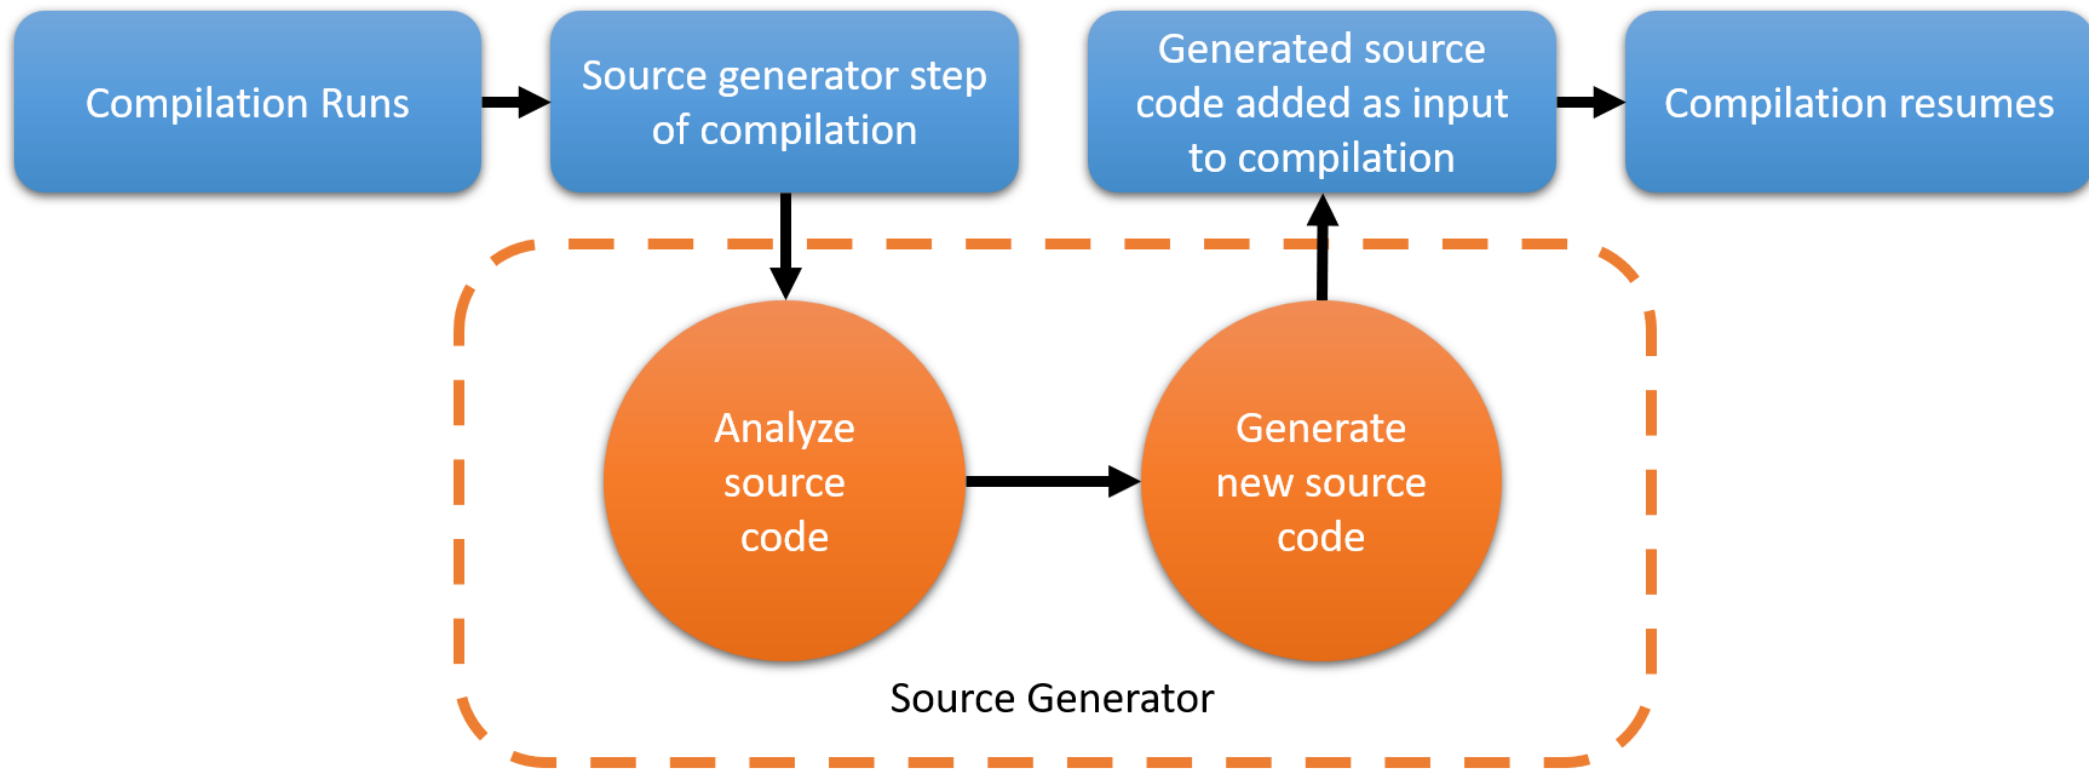 Compilation Runs
Source generator step
of compilation
Generated source
code added as input
to compilation
Compilation resumes
Analyze
source
code
Generate
new source
code
Source Generator